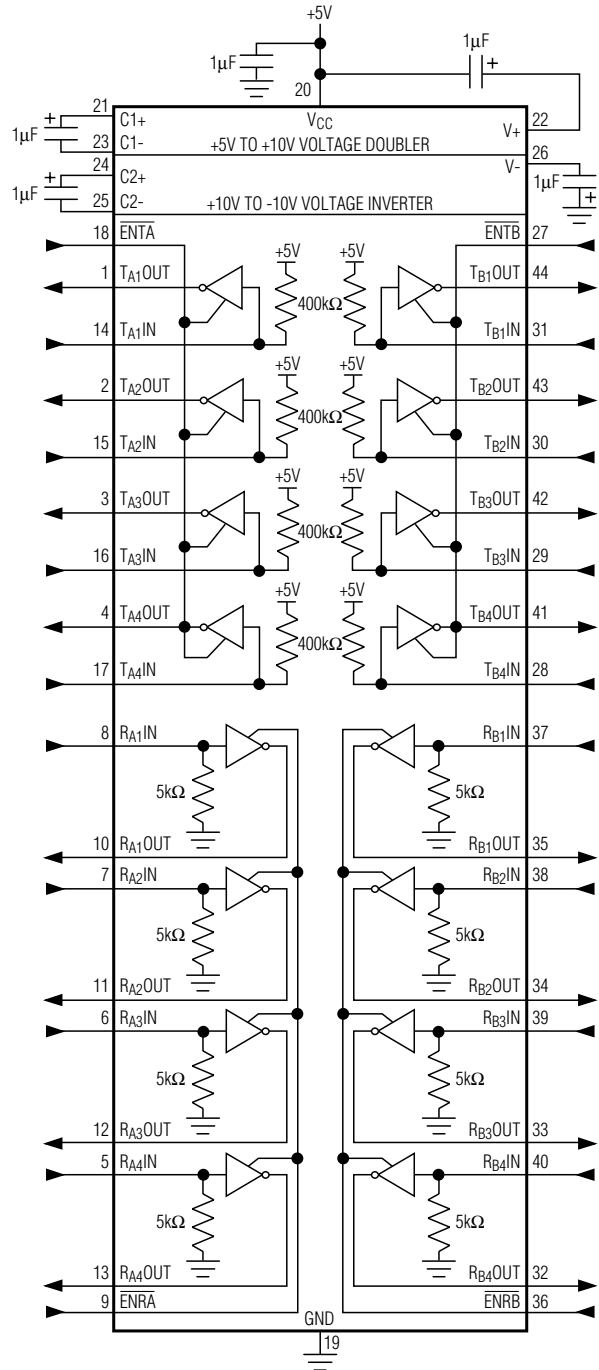 +5V
1μF
1μF
+
20
21
22
+
C1+
VCC
V+
1μF
23
C1-
+5V TO +10V VOLTAGE DOUBLER
26
24
V-
+
C2+
1μF
1μF
25
C2-
+10V TO -10V VOLTAGE INVERTER
+
18
ENTA
ENTB
27
+5V
+5V
1
TA1OUT
TB1OUT
44
400kΩ
14
TA1IN
TB1IN
31
+5V
+5V
2
TA2OUT
TB2OUT
43
400kΩ
15
TA2IN
TB2IN
30
+5V
+5V
3
TA3OUT
TB3OUT
42
400kΩ
16
TA3IN
TB3IN
29
+5V
+5V
4
TA4OUT
TB4OUT
41
400kΩ
17
TA4IN
TB4IN
28
8
RA1IN
RB1IN
37
5kΩ
5kΩ
10
RA1OUT
RB1OUT
35
7
RA2IN
RB2IN
38
5kΩ
5kΩ
11
RA2OUT
RB2OUT
34
6
RA3IN
RB3IN
39
5kΩ
5kΩ
12
RA3OUT
RB3OUT
33
5
RA4IN
RB4IN
40
5kΩ
5kΩ
13
RA4OUT
RB4OUT
32
9
ENRA
ENRB
36
GND
19